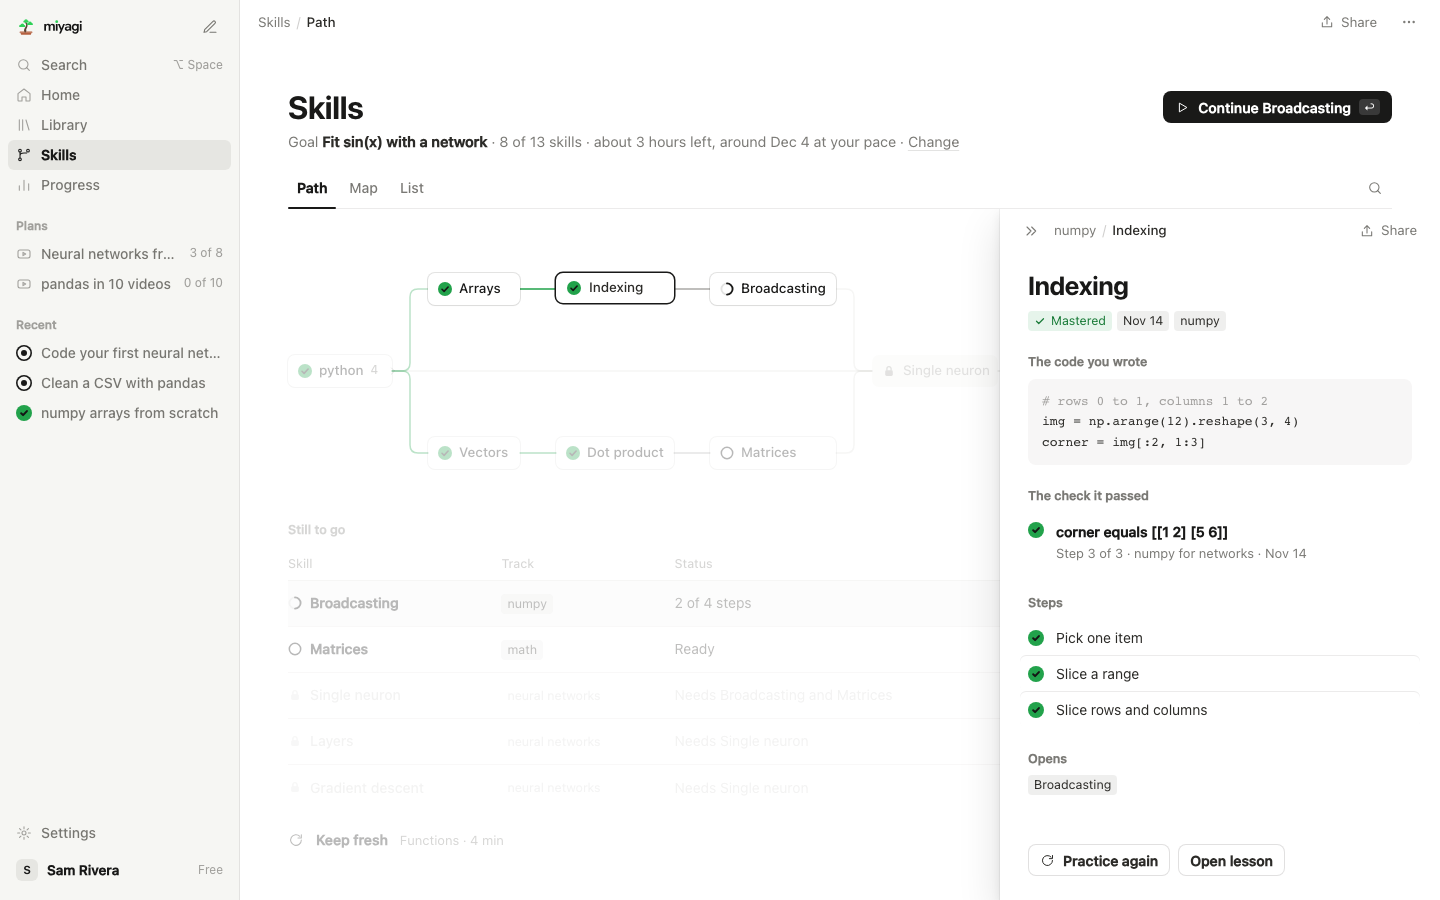 miyagi
Search
⌥ Space
Home
Library
Skills
Progress
Plans
Neural networks fr...
3 of 8
pandas in 10 videos
0 of 10
Recent
Code your first neural net...
Clean a CSV with pandas
numpy arrays from scratch
Settings
S
Sam Rivera
Free
Skills / Path
Share
Skills
Continue Broadcasting
Goal Fit sin(x) with a network · 8 of 13 skills · about 3 hours left, around Dec 4 at your pace · Change
Path
Map
List
Arrays
Indexing
Broadcasting
python 4
Single neuron
Vectors
Dot product
Matrices
Still to go
Skill
Track
Status
Broadcasting
numpy
2 of 4 steps
Matrices
math
Ready
Single neuron
neural networks
Needs Broadcasting and Matrices
Layers
neural networks
Needs Single neuron
Gradient descent
neural networks
Needs Single neuron
Keep fresh
Functions · 4 min
numpy / Indexing
Share
Indexing
Mastered
Nov 14
numpy
The code you wrote
# rows 0 to 1, columns 1 to 2
img = np.arange(12).reshape(3, 4)
corner = img[:2, 1:3]
The check it passed
corner equals [[1 2] [5 6]]
Step 3 of 3 · numpy for networks · Nov 14
Steps
Pick one item
Slice a range
Slice rows and columns
Opens
Broadcasting
Practice again
Open lesson